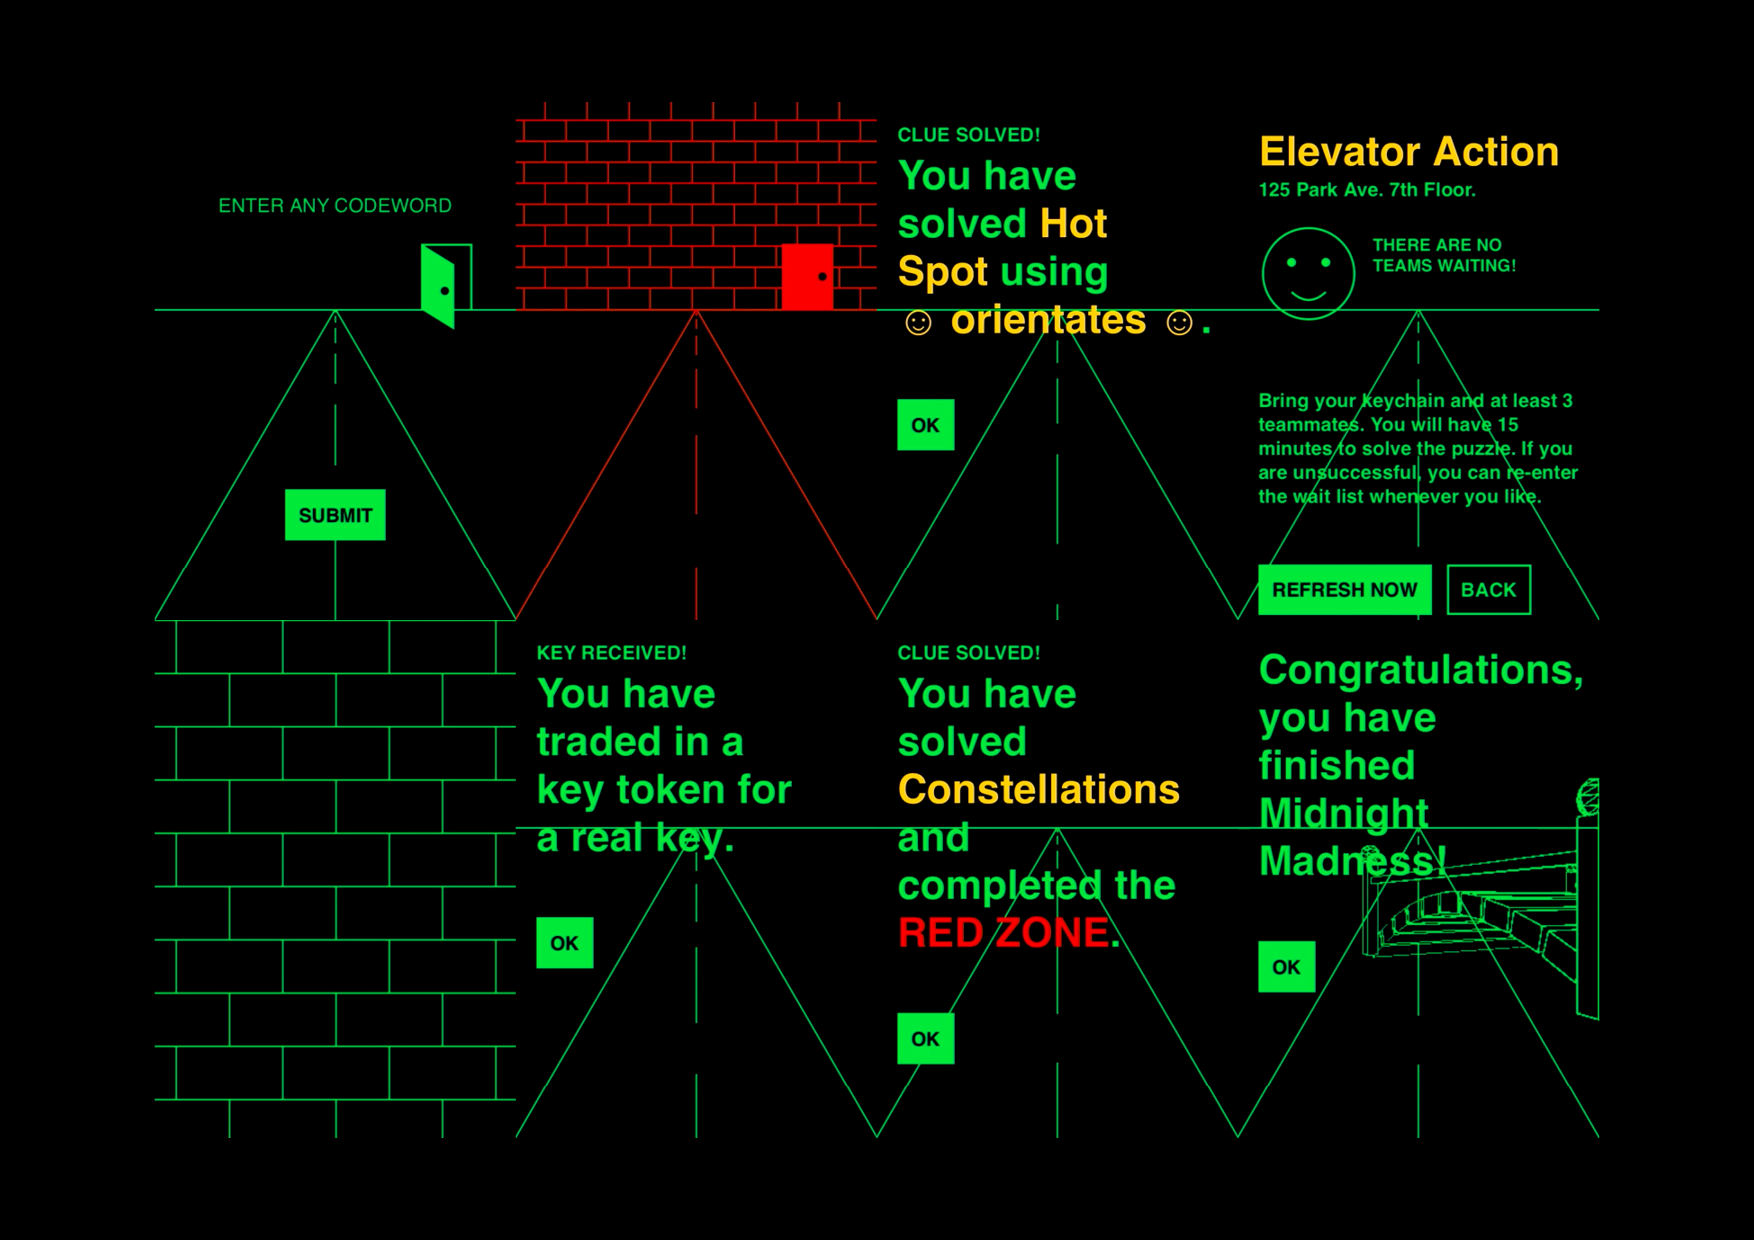 ENTER ANY CODEWORD
SUBMIT
CLUE SOLVED!
You have
solved Hot
Spot using
☺ orientates ☺.
OK
Elevator Action
125 Park Ave. 7th Floor.
THERE ARE NO
TEAMS WAITING!
Bring your keychain and at least 3
teammates. You will have 15
minutes to solve the puzzle. If you
are unsuccessful, you can re-enter
the wait list whenever you like.
REFRESH NOW
BACK
KEY RECEIVED!
You have
traded in a
key token for
a real key.
OK
CLUE SOLVED!
You have
solved
Constellations
and
completed the
RED ZONE.
OK
Congratulations,
you have
finished
Midnight
Madness!
OK